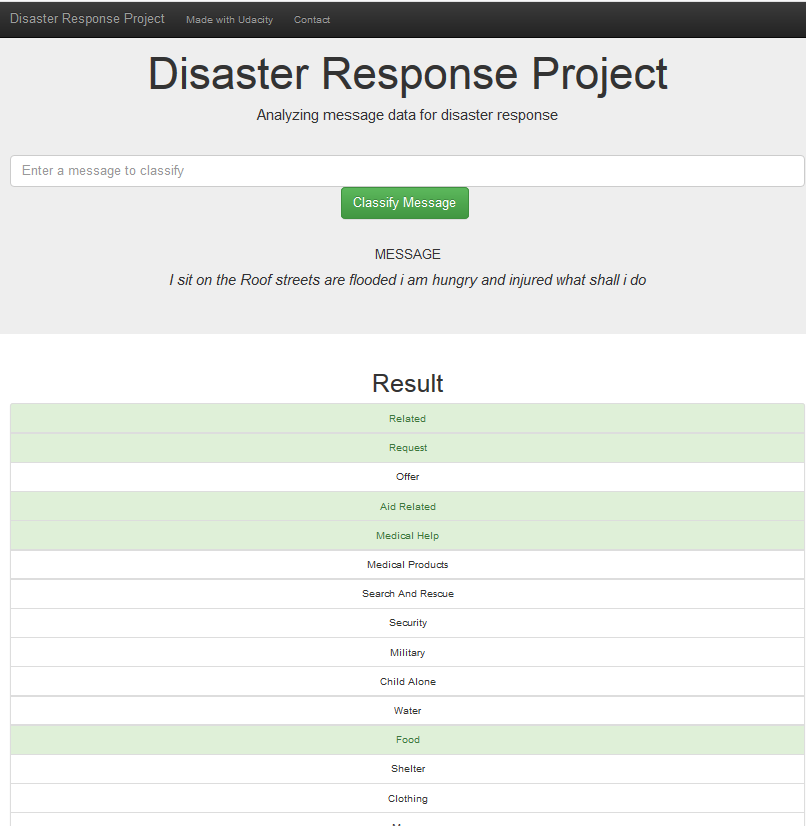 Disaster Response Project Made with Udacity Contact
Disaster Response Project
Analyzing message data for disaster response
Enter a message to classify
Classify Message
MESSAGE
I sit on the Roof streets are flooded i am hungry and injured what shall i do
Result
Related
Request
Offer
Aid Related
Medical Help
Medical Products
Search And Rescue
Security
Military
Child Alone
Water
Food
Shelter
Clothing